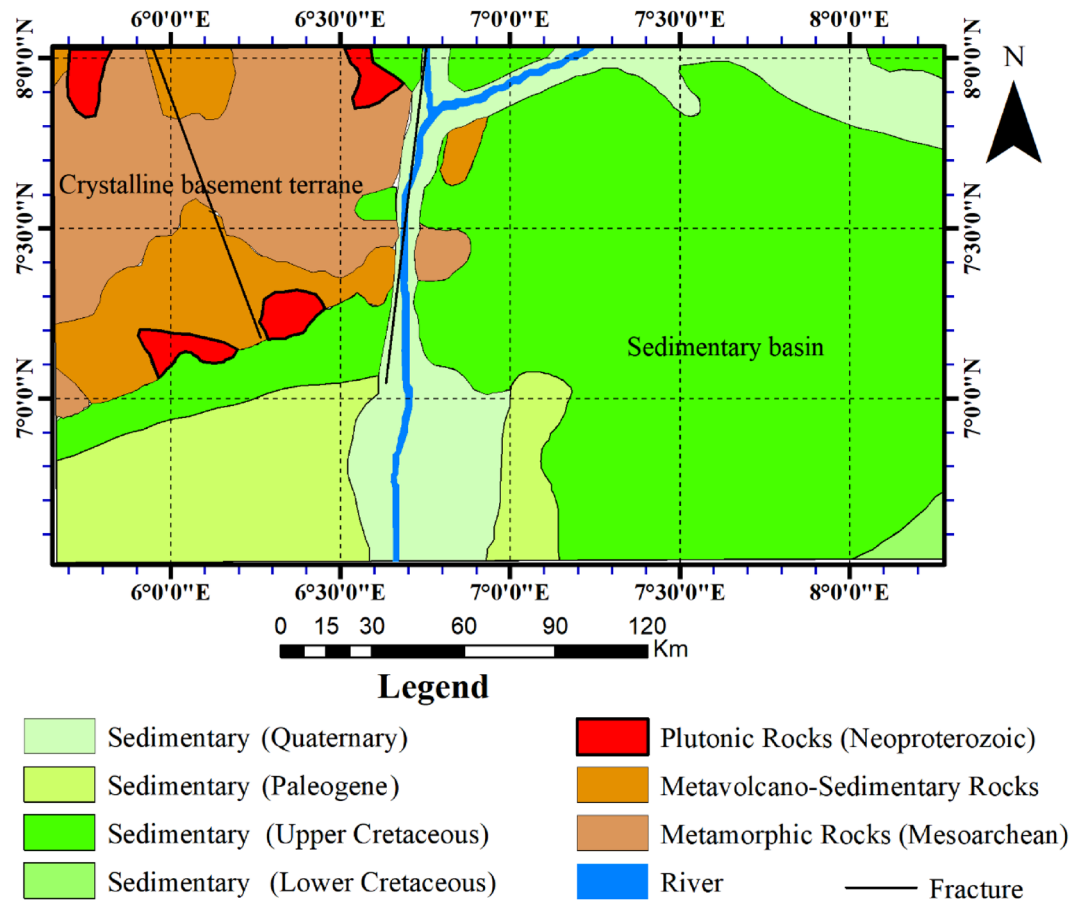 6°0'0"E 6°30'0"E 7°0'0"E 7°30'0"E 8°0'0"E
N
8°0'0"N
8°0'0"N
Crystalline basement terrane
7°30'0"N
7°30'0"N
Sedimentary basin
7°0'0"N
7°0'0"N
6°0'0"E 6°30'0"E 7°0'0"E 7°30'0"E 8°0'0"E
0 15 30 60 90 120
Km
Legend
Sedimentary (Quaternary)
Sedimentary (Paleogene)
Sedimentary (Upper Cretaceous)
Sedimentary (Lower Cretaceous)
Plutonic Rocks (Neoproterozoic)
Metavolcano-Sedimentary Rocks
Metamorphic Rocks (Mesoarchean)
River
Fracture